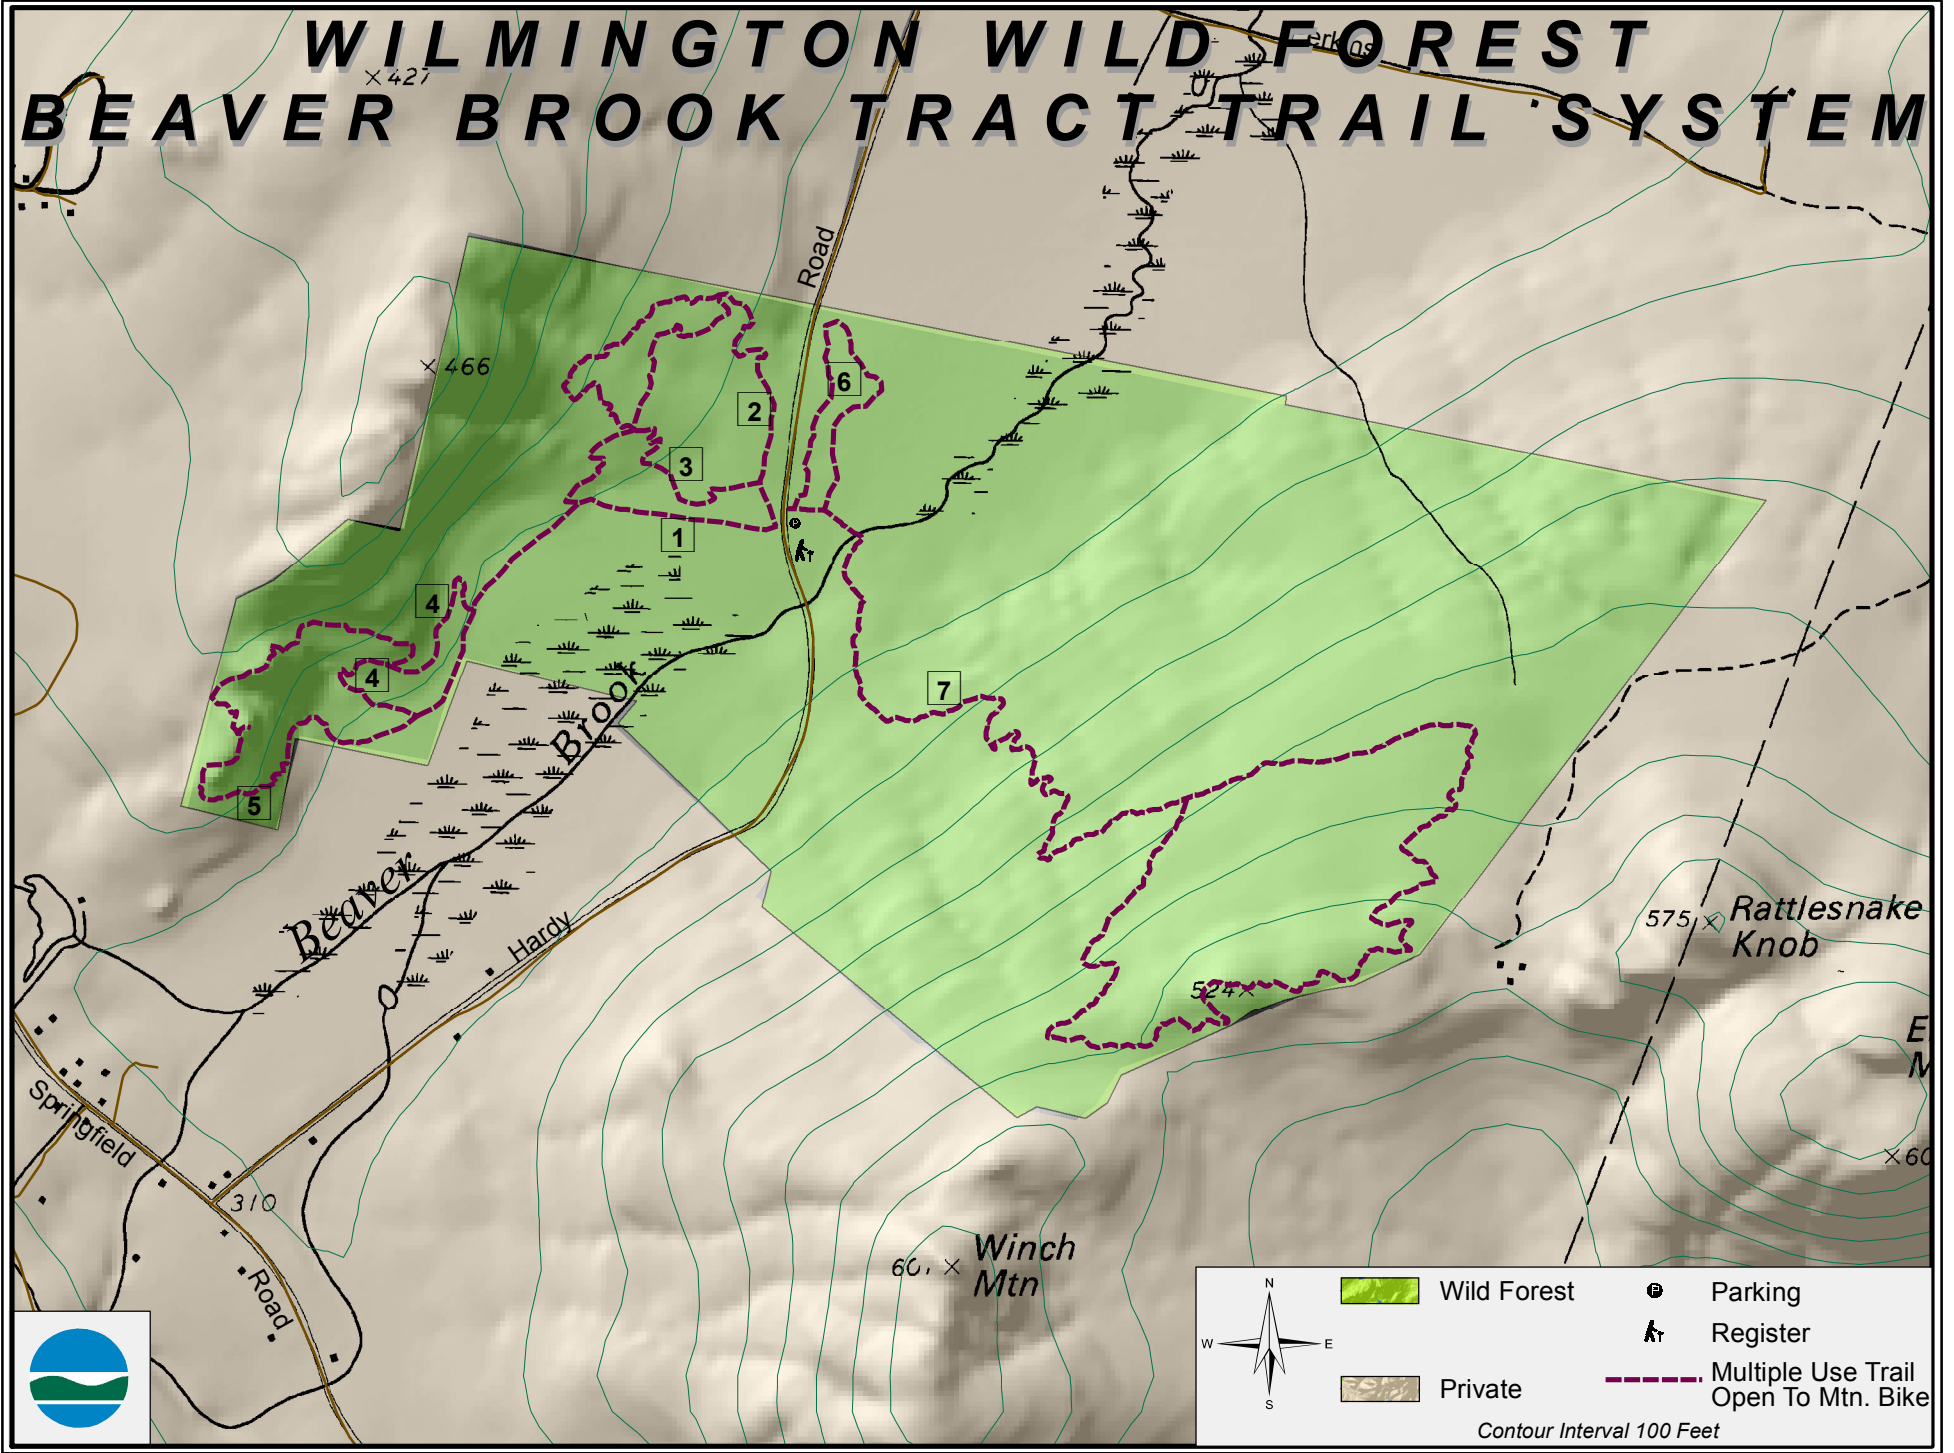 WILMINGTON WILD FOREST
BEAVER BROOK TRACT TRAIL SYSTEM
427
Road
466
6
2
3
1
P
4
4
7
5
Beaver Brook
Hardy
575
Rattlesnake
Knob
524
Springfield
310
Road
Winch
Mtn
N
W
E
S
Wild Forest
Private
P
Parking
Register
Multiple Use Trail
Open To Mtn. Bike
Contour Interval 100 Feet